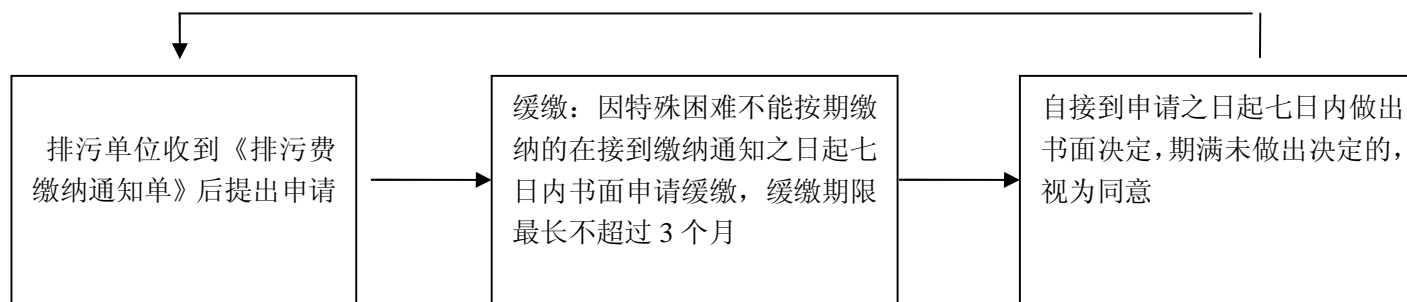 排污单位收到《排污费
缴纳通知单》后提出申请
缓缴：因特殊困难不能按期缴
纳的在接到缴纳通知之日起七
日内书面申请缓缴，缓缴期限
最长不超过 3 个月
自接到申请之日起七日内做出
书面决定，期满未做出决定的，
视为同意